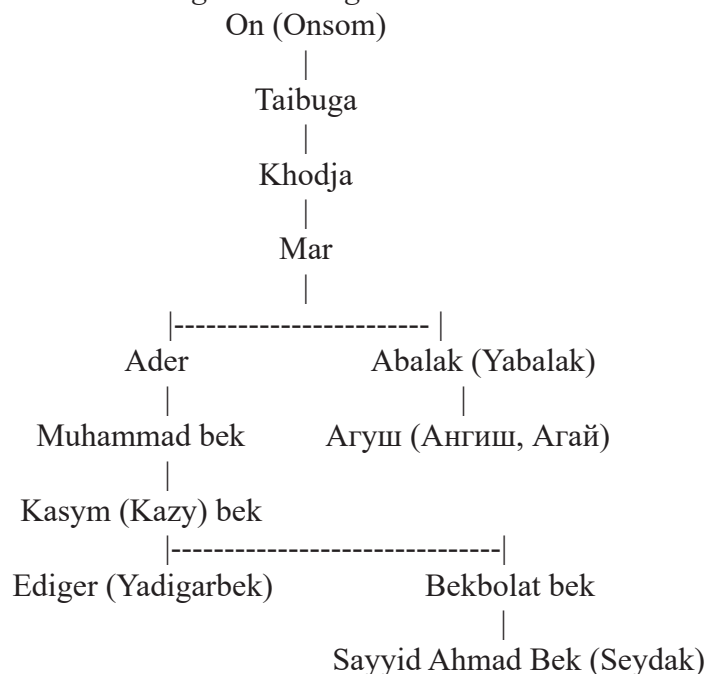 On (Onsom)
|
Taibuga
|
Khodja
|
Mar
|
|------------------------ |
Ader Abalak (Yabalak)
| |
Muhammad bek Агуш (Ангиш, Агай)
|
Kasym (Kazy) bek
|-------------------------------|
Ediger (Yadigarbek) Bekbolat bek
|
Sayyid Ahmad Bek (Seydak)